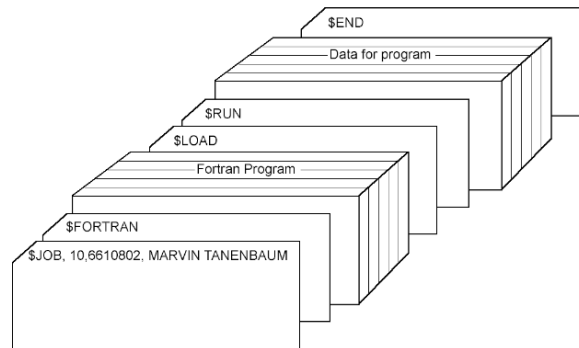 $END
Data for program
$RUN
$LOAD
Fortran Program
$FORTRAN
$JOB, 10,6610802, MARVIN TANENBAUM